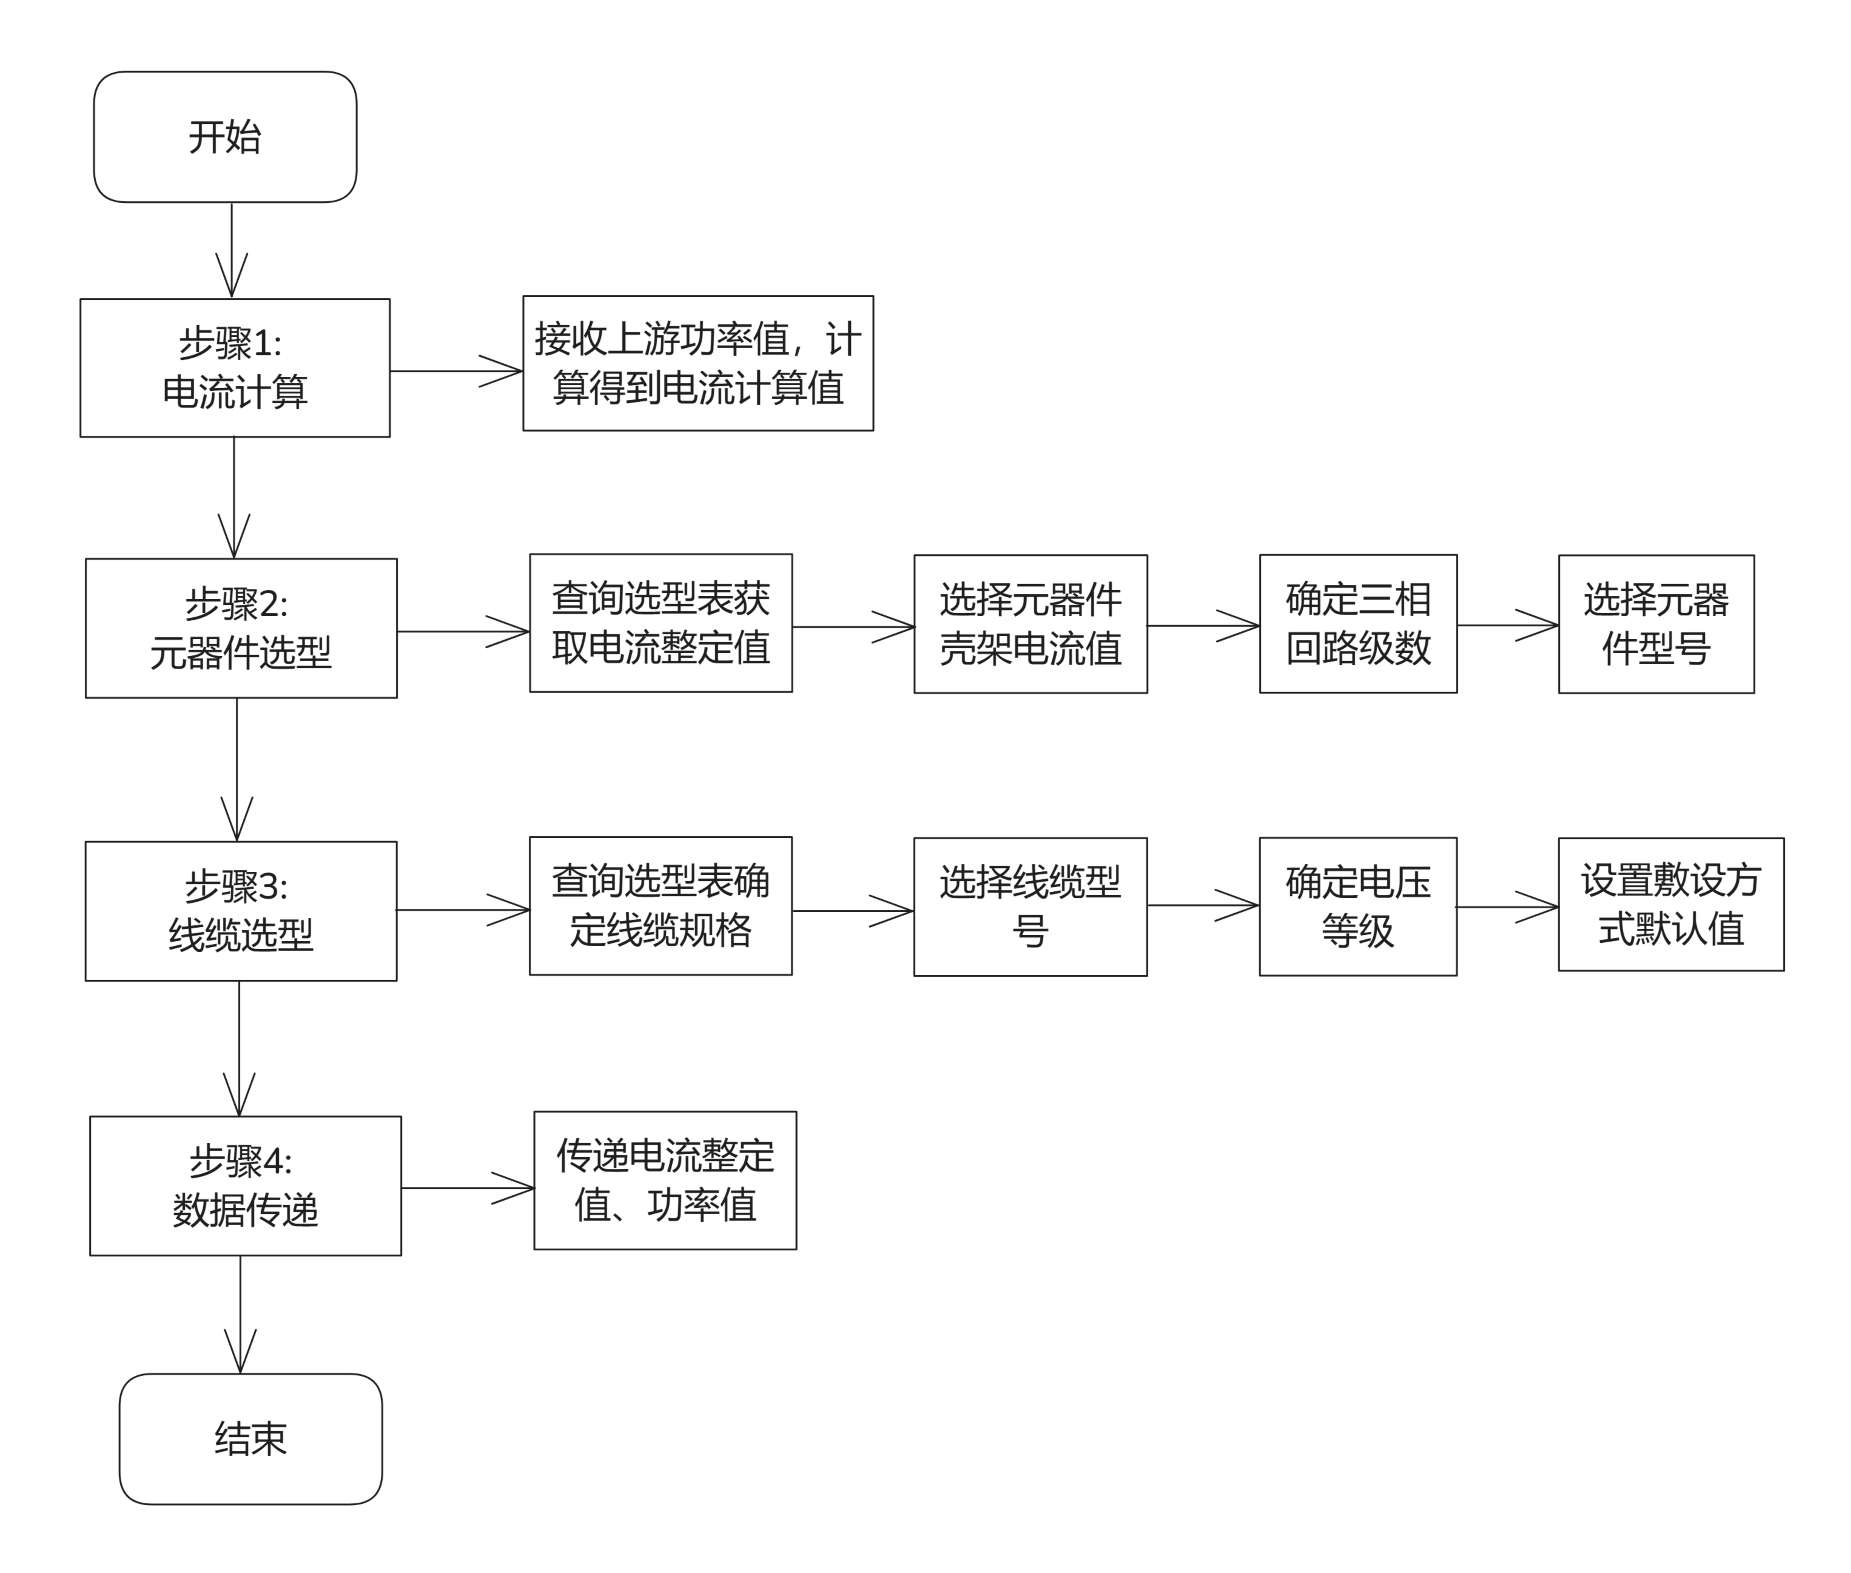 开始
步骤1:
电流计算
接收上游功率值，计
算得到电流计算值
步骤2:
元器件选型
查询选型表获
取电流整定值
选择元器件
壳架电流值
确定三相
回路级数
选择元器
件型号
步骤3:
线缆选型
查询选型表确
定线缆规格
选择线缆型
号
确定电压
等级
设置敷设方
式默认值
步骤4:
数据传递
传递电流整定
值、功率值
结束